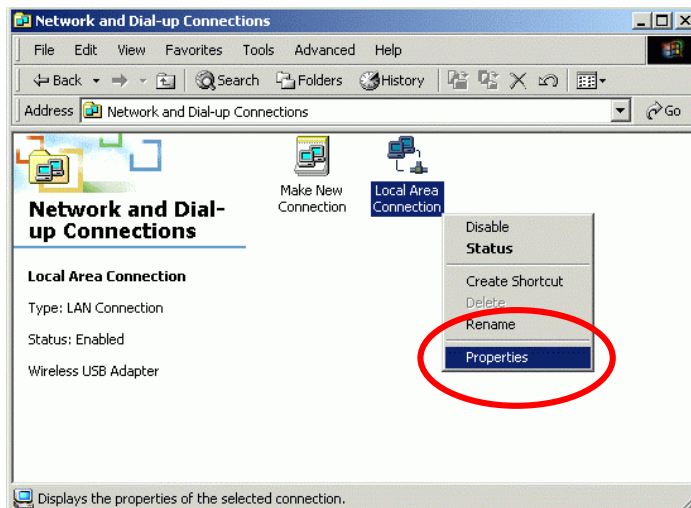 Network and Dial-up Connections
File Edit View Favorites Tools Advanced Help
Back Search Folders History
Address Network and Dial-up Connections Go
Make New
Connection
Local Area
Connection
Network and Dial-
up Connections
Local Area Connection
Type: LAN Connection
Status: Enabled
Wireless USB Adapter
Disable
Status
Create Shortcut
Delete
Rename
Properties
Displays the properties of the selected connection.